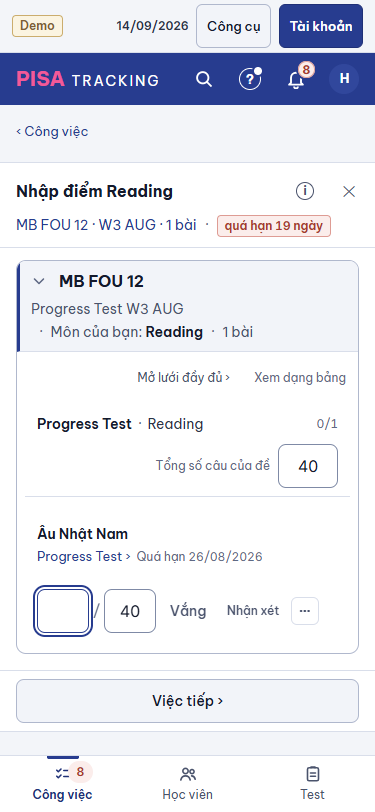 Demo 14/09/2026 Công cụ Tài khoản
PISA TRACKING ? 8 H
‹ Công việc
Nhập điểm Reading i ×
MB FOU 12 · W3 AUG · 1 bài · quá hạn 19 ngày
MB FOU 12
Progress Test W3 AUG
· Môn của bạn: Reading · 1 bài
Mở lưới đầy đủ › Xem dạng bảng
Progress Test · Reading 0/1
Tổng số câu của đề 40
Âu Nhật Nam
Progress Test › Quá hạn 26/08/2026
/ 40 Vắng Nhận xét ···
Việc tiếp ›
8
Công việc Học viên Test